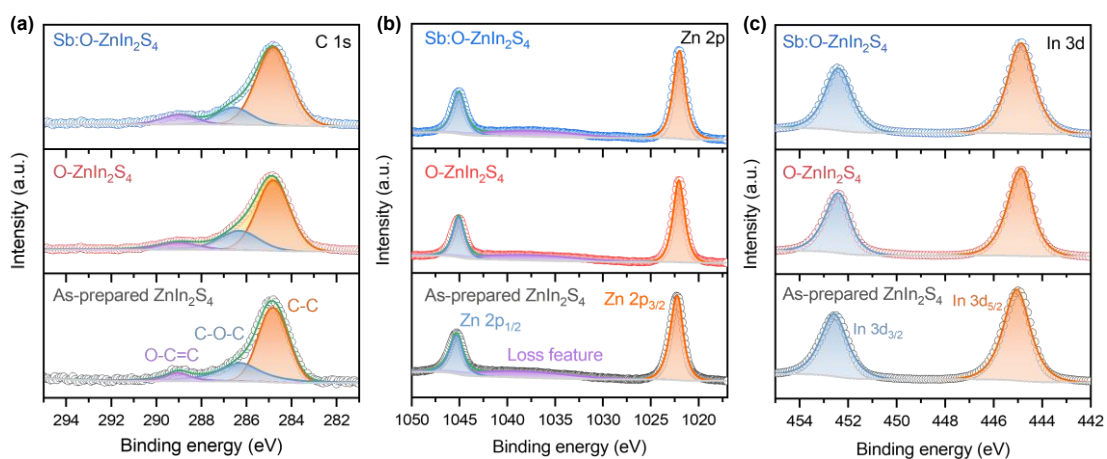 (a)
Sb:O-ZnIn₂S₄
C 1s
O-ZnIn₂S₄
As-prepared ZnIn₂S₄
C-C
C-O-C
O-C=C
Intensity (a.u.)
294 292 290 288 286 284 282
Binding energy (eV)
(b)
Sb:O-ZnIn₂S₄
Zn 2p
O-ZnIn₂S₄
As-prepared ZnIn₂S₄
Zn 2p₃/₂
Zn 2p₁/₂
Loss feature
Intensity (a.u.)
1050 1040 1030 1020
Binding energy (eV)
(c)
Sb:O-ZnIn₂S₄
In 3d
O-ZnIn₂S₄
As-prepared ZnIn₂S₄
In 3d₅/₂
In 3d₃/₂
Intensity (a.u.)
454 452 450 448 446 444 442
Binding energy (eV)